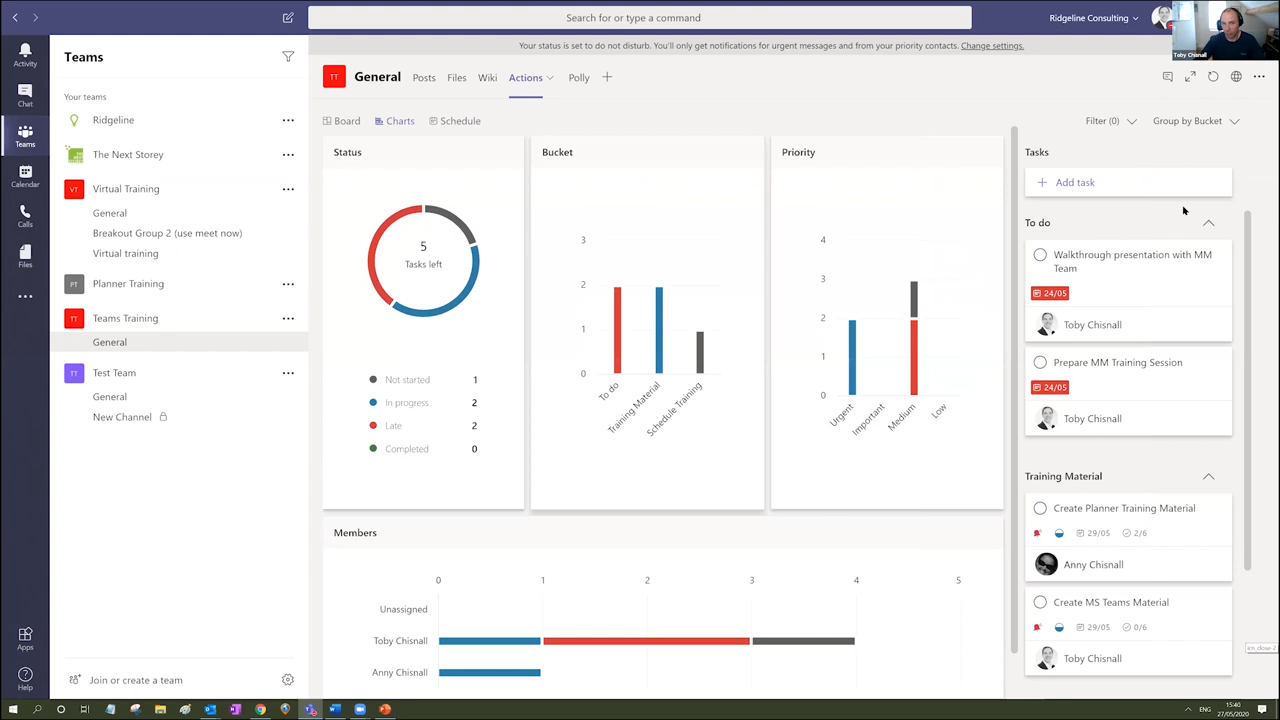 Search for or type a command
Ridgeline Consulting
Toby Chisnall
Activity
Chat
Teams
Calendar
Calls
Files
Apps
Help
Teams
Your teams
Ridgeline
The Next Storey
VT Virtual Training
General
Breakout Group 2 (use meet now)
Virtual training
PT Planner Training
TT Teams Training
General
TT Test Team
General
New Channel
Join or create a team
Your status is set to do not disturb. You'll only get notifications for urgent messages and from your priority contacts. Change settings.
TT General Posts Files Wiki Actions Polly
Board Charts Schedule
Filter (0) Group by Bucket
Status
5
Tasks left
Not started 1
In progress 2
Late 2
Completed 0
Bucket
3
2
1
0
To do
Training Material
Schedule Training
Priority
4
3
2
1
0
Urgent
Important
Medium
Low
Members
0 1 2 3 4 5
Unassigned
Toby Chisnall
Anny Chisnall
Tasks
Add task
To do
Walkthrough presentation with MM
Team
24/05
Toby Chisnall
Prepare MM Training Session
24/05
Toby Chisnall
Training Material
Create Planner Training Material
29/05 2/6
Anny Chisnall
Create MS Teams Material
29/05 0/6
Toby Chisnall
ENG
15:40
27/05/2020